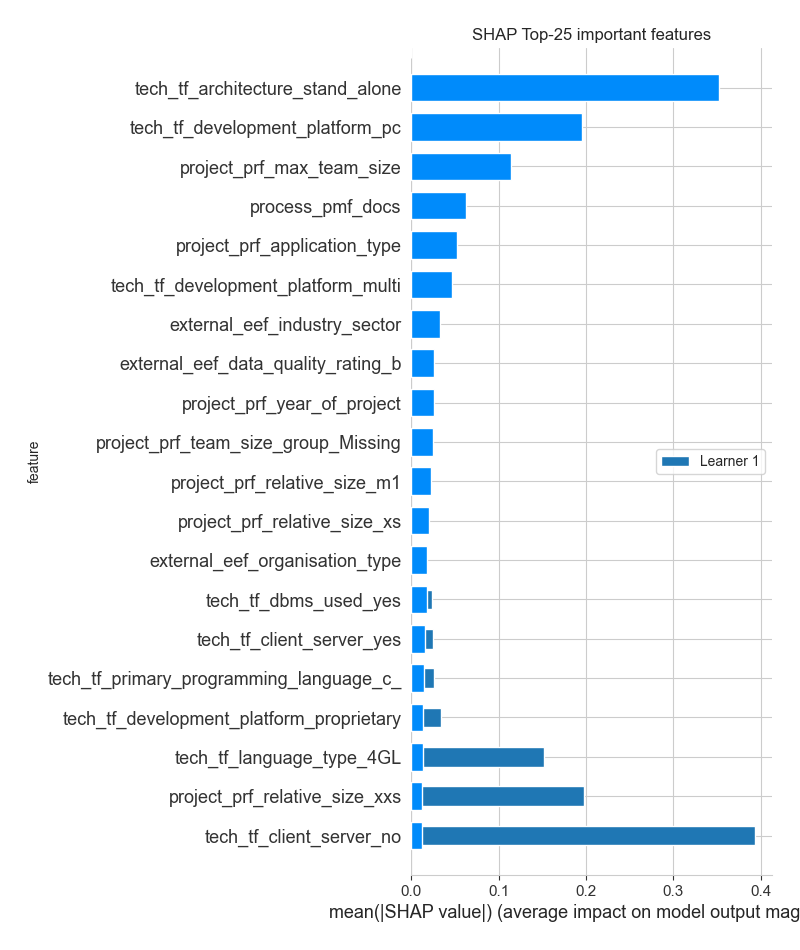 SHAP Top-25 important features
tech_tf_architecture_stand_alone
tech_tf_development_platform_pc
project_prf_max_team_size
process_pmf_docs
project_prf_application_type
tech_tf_development_platform_multi
external_eef_industry_sector
external_eef_data_quality_rating_b
project_prf_year_of_project
project_prf_team_size_group_Missing
project_prf_relative_size_m1
project_prf_relative_size_xs
external_eef_organisation_type
tech_tf_dbms_used_yes
tech_tf_client_server_yes
tech_tf_primary_programming_language_c_
tech_tf_development_platform_proprietary
tech_tf_language_type_4GL
project_prf_relative_size_xxs
tech_tf_client_server_no
feature
Learner 1
0.0 0.1 0.2 0.3 0.4
mean(|SHAP value|) (average impact on model output mag